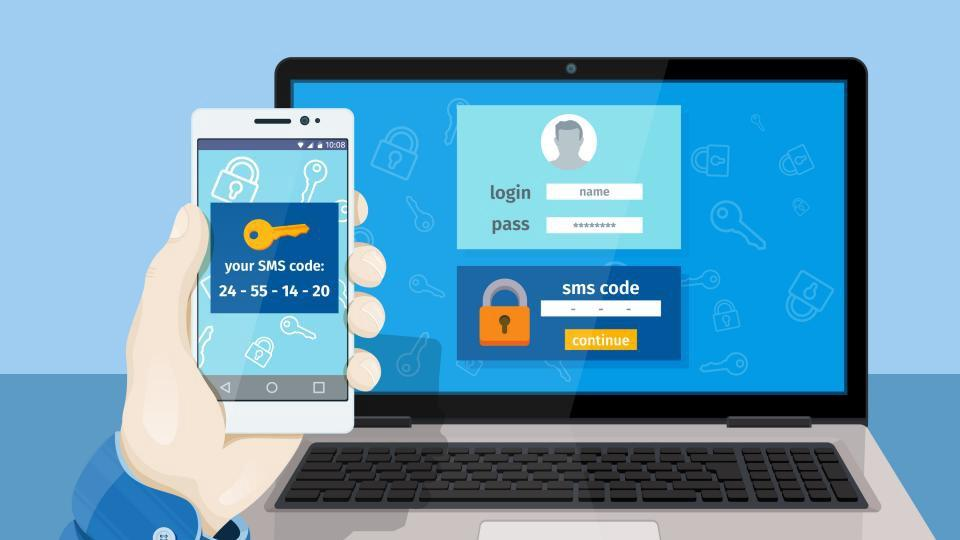 10:08
your SMS code:
24 - 55 - 14 - 20
login name
pass ********
sms code
- - -
continue